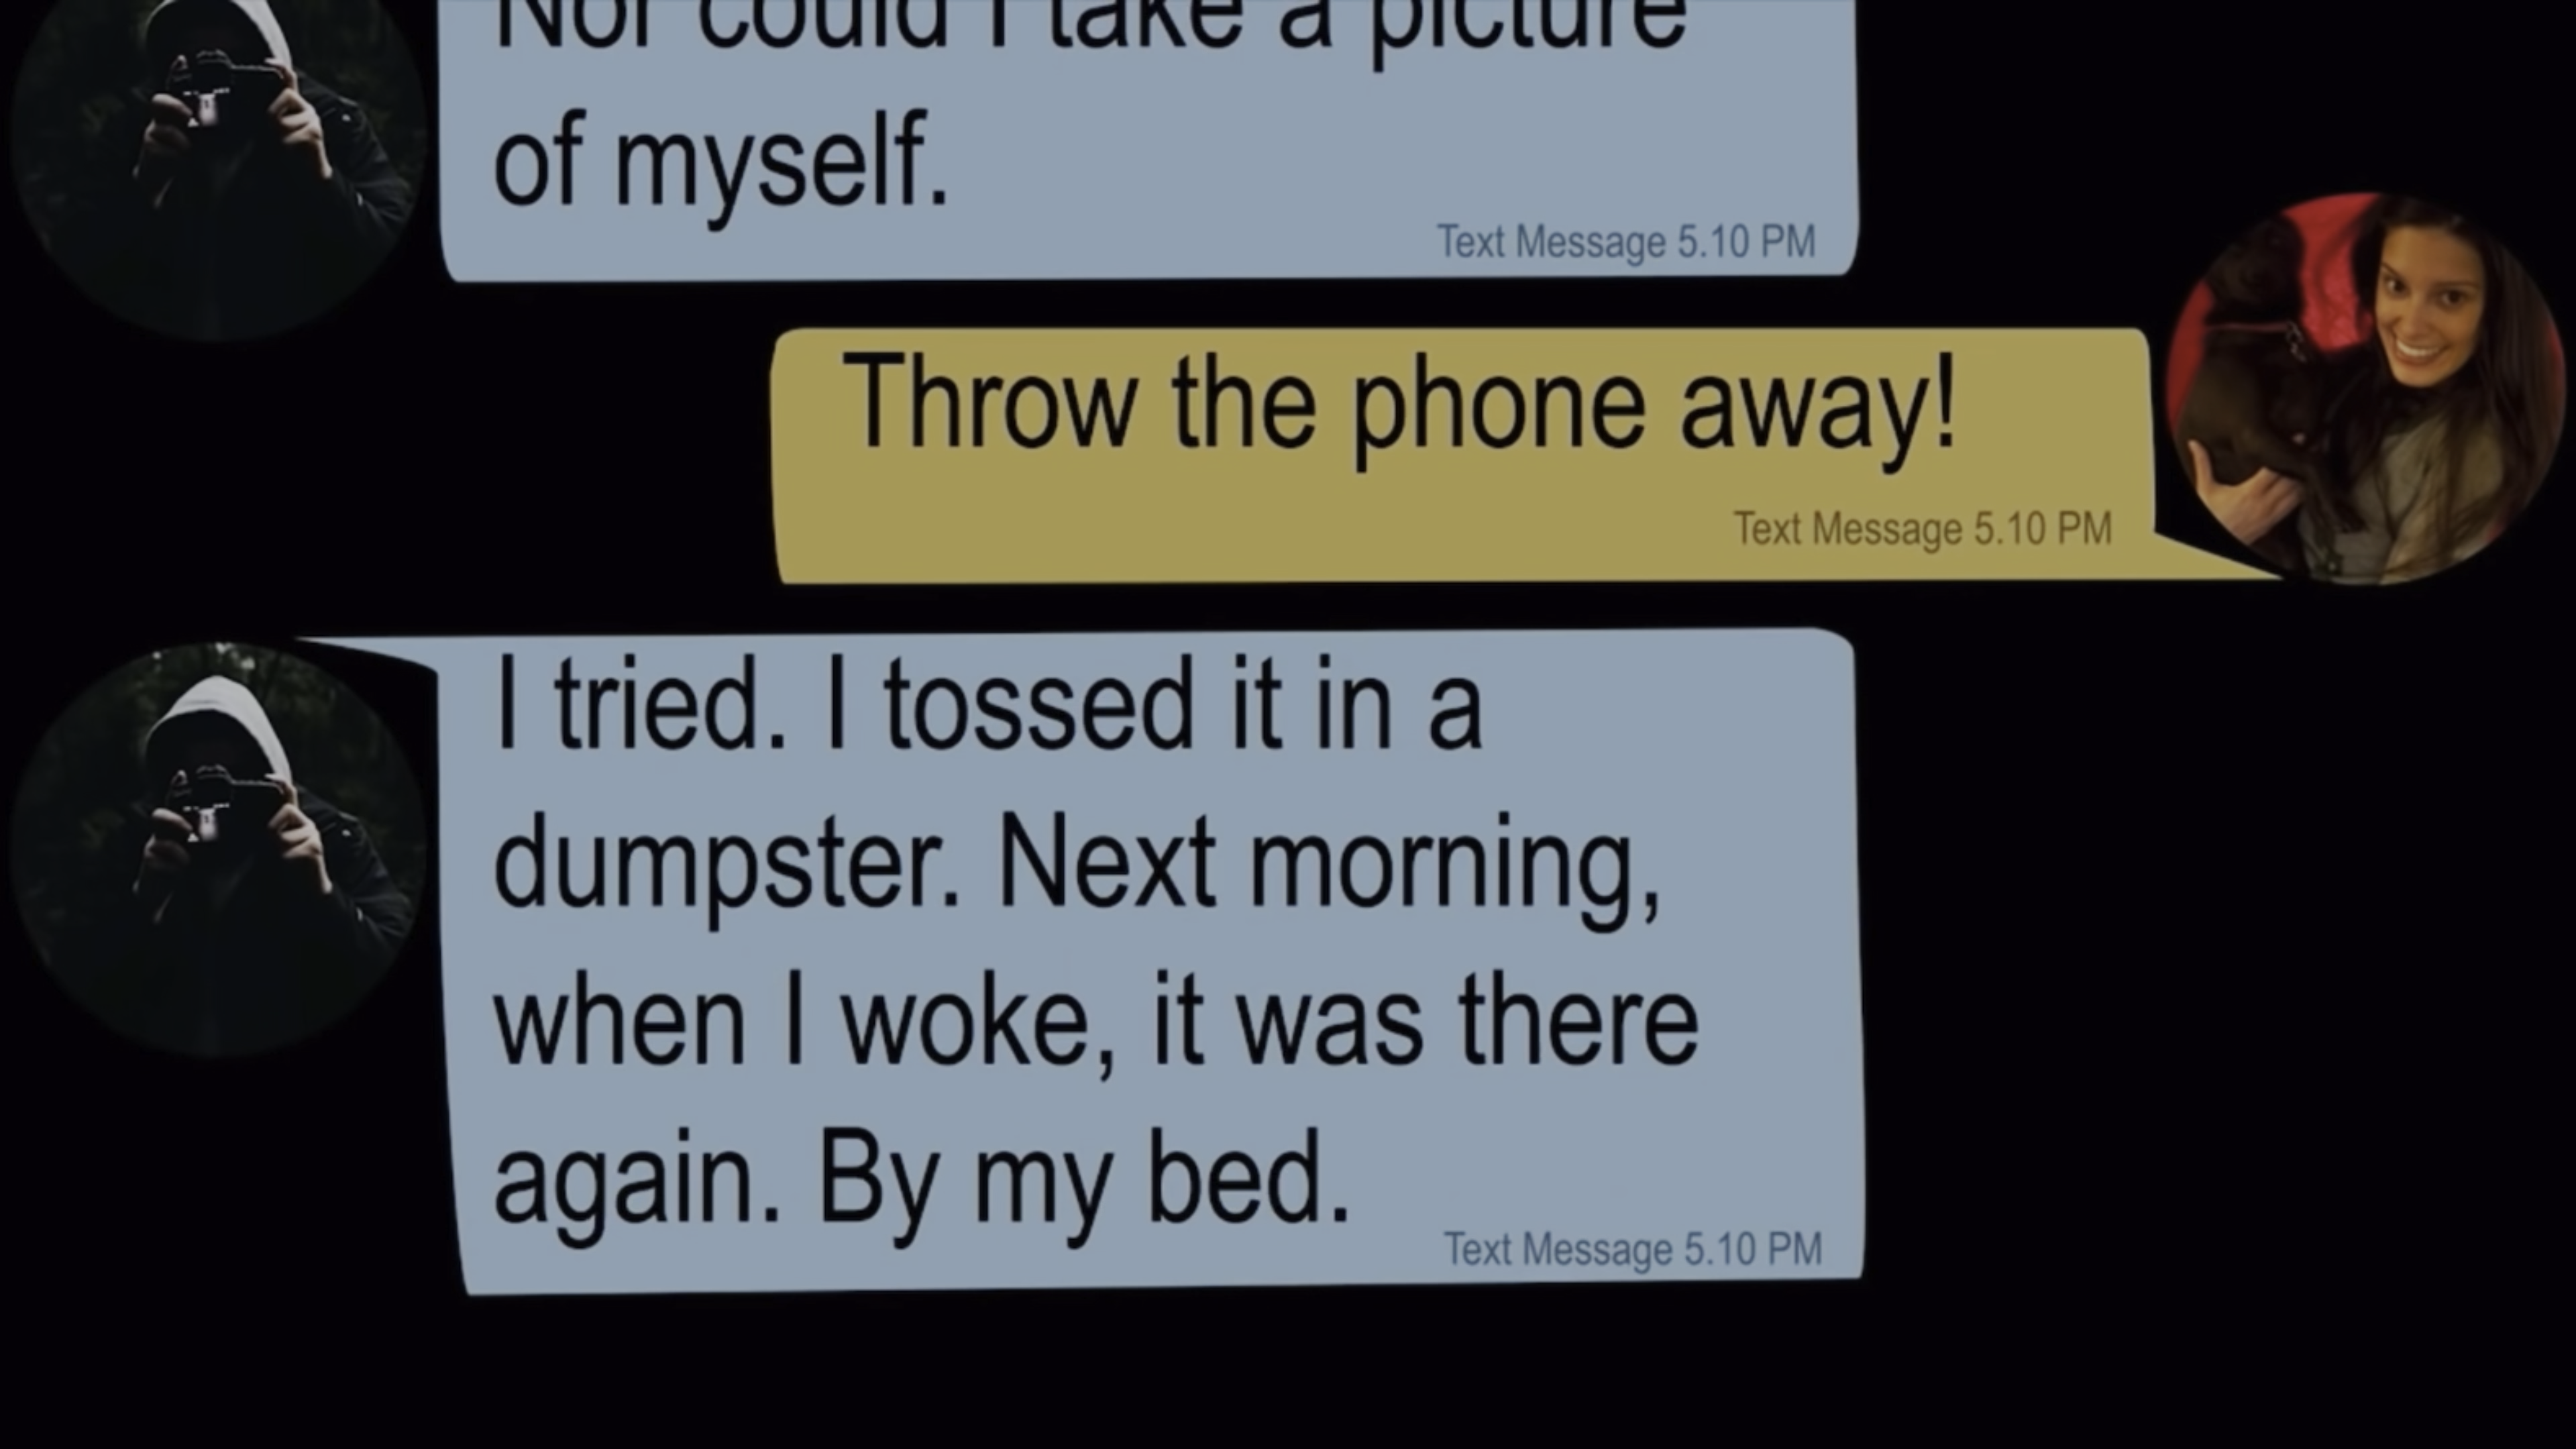 Nor could I take a picture
of myself.
Text Message 5.10 PM
Throw the phone away!
Text Message 5.10 PM
I tried. I tossed it in a
dumpster. Next morning,
when I woke, it was there
again. By my bed.
Text Message 5.10 PM